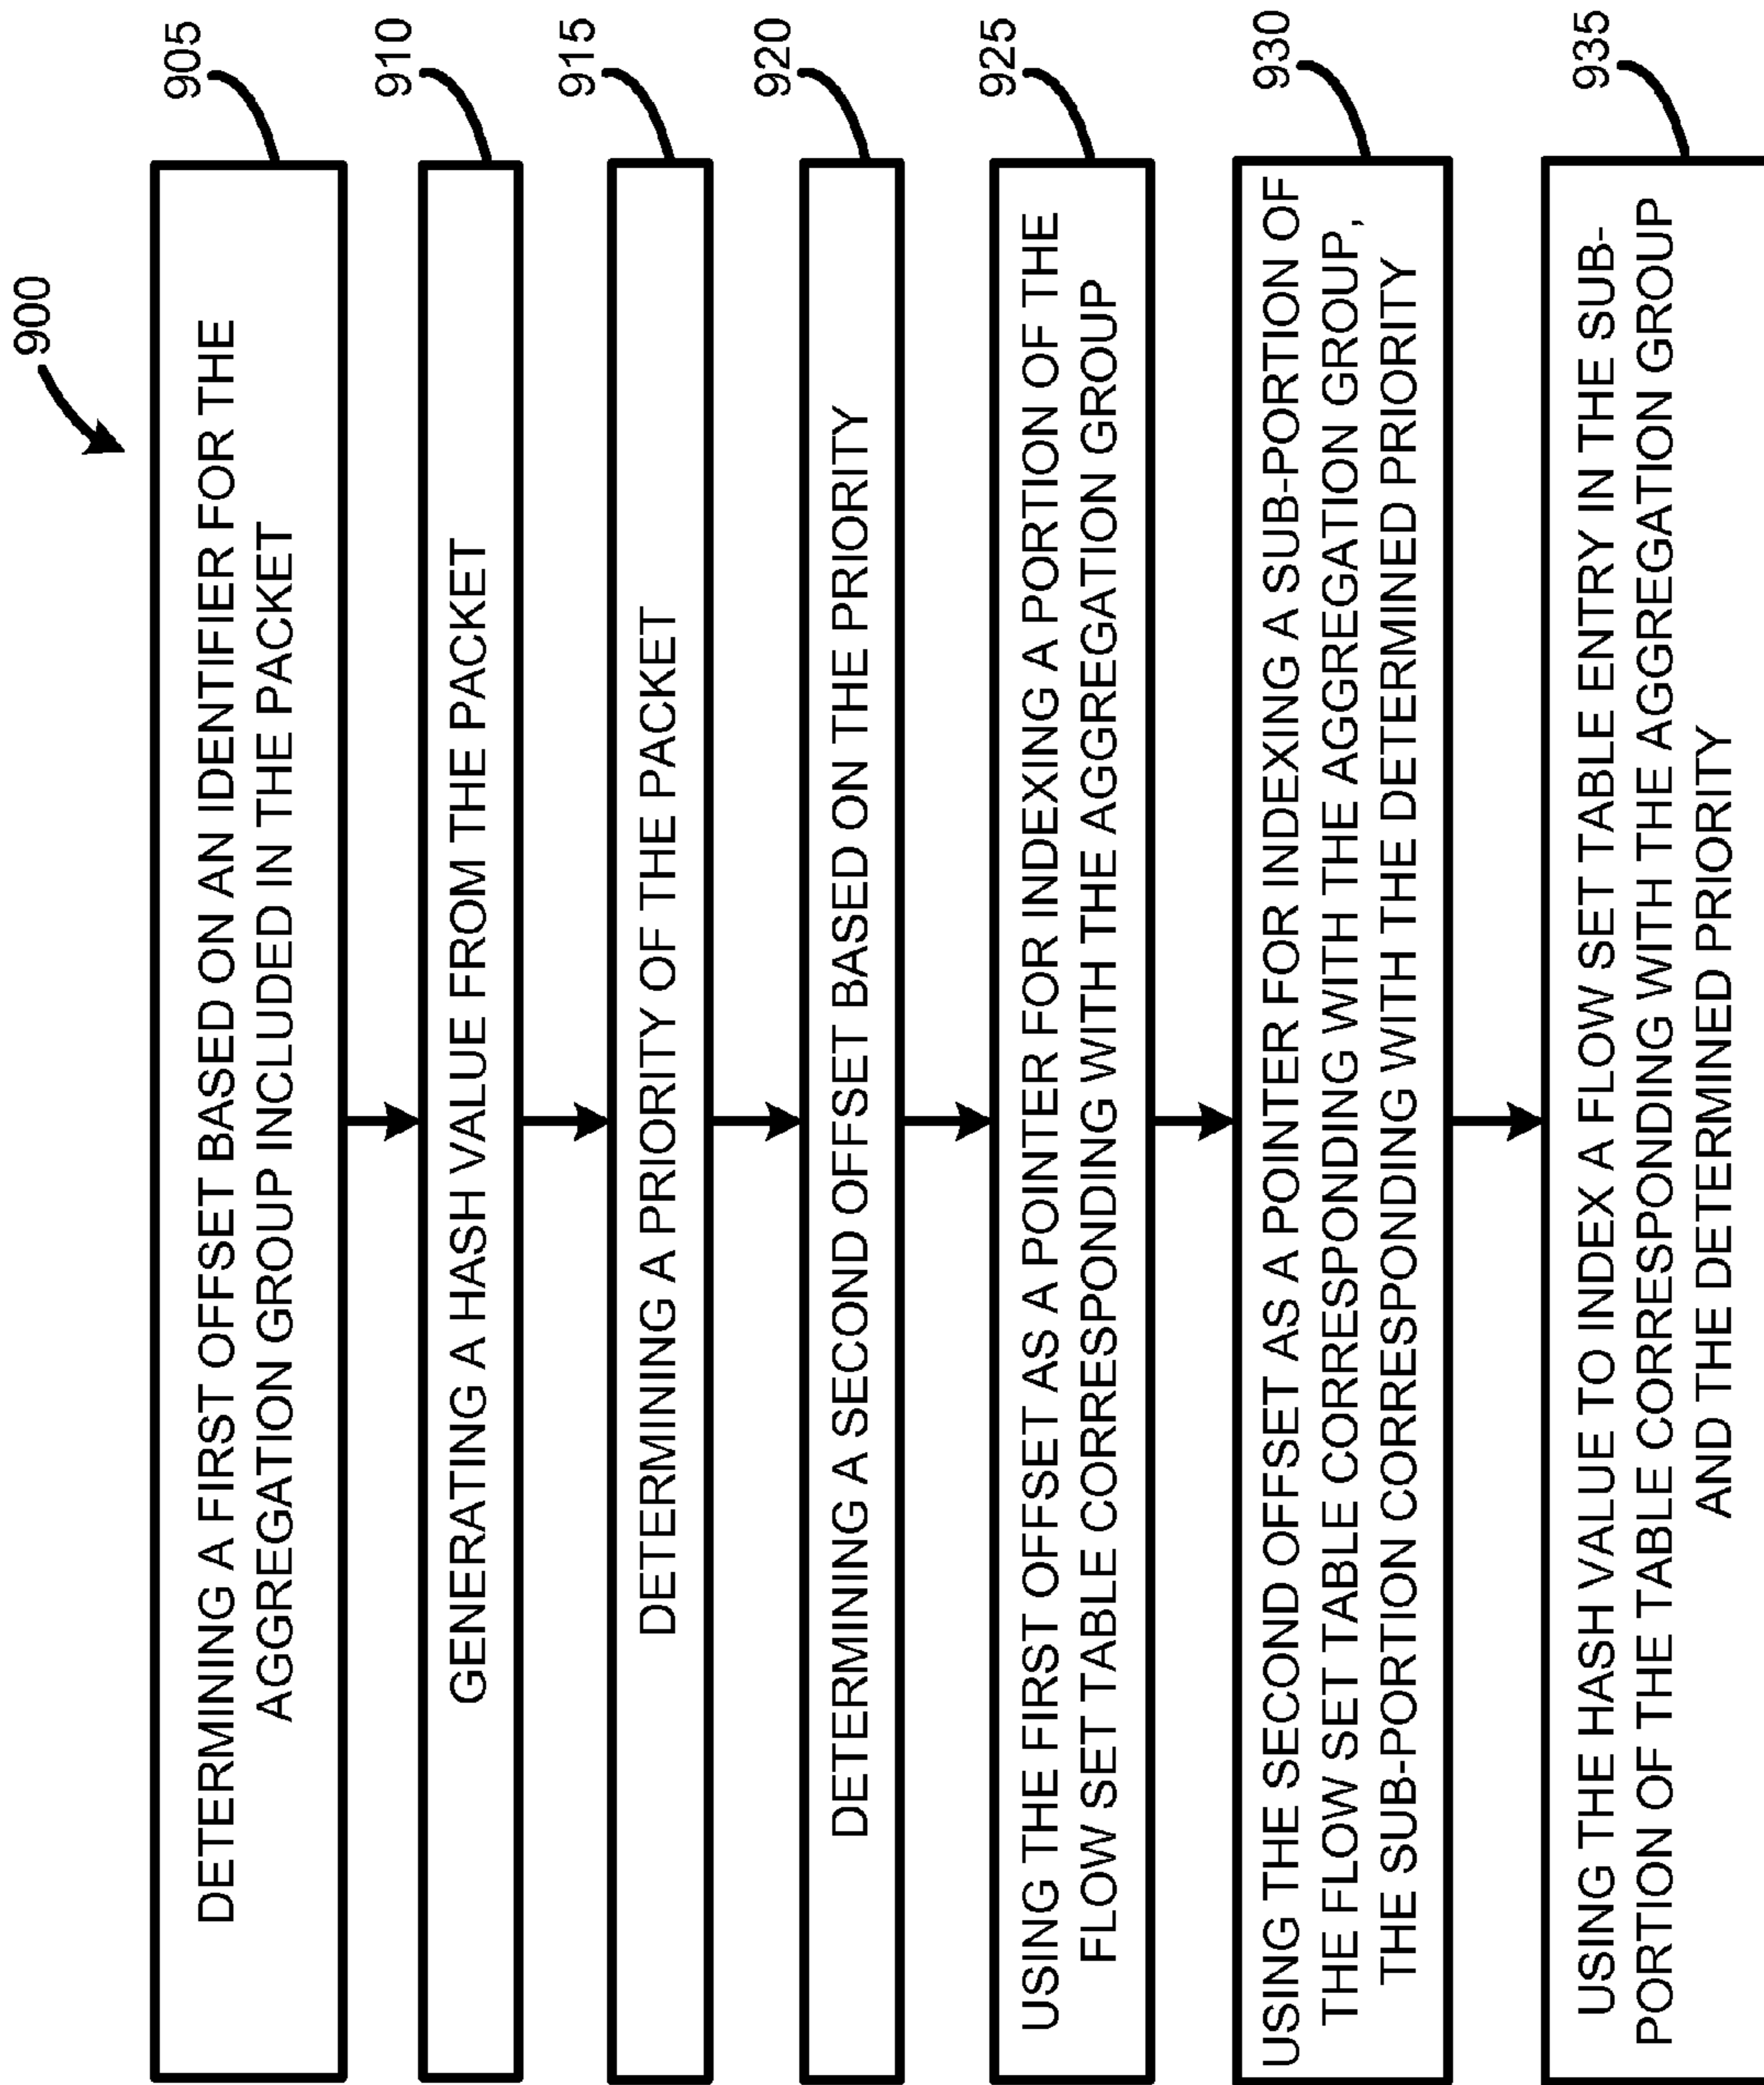 900
DETERMINING A FIRST OFFSET BASED ON AN IDENTIFIER FOR THE
AGGREGATION GROUP INCLUDED IN THE PACKET
905
GENERATING A HASH VALUE FROM THE PACKET
910
DETERMINING A PRIORITY OF THE PACKET
915
DETERMINING A SECOND OFFSET BASED ON THE PRIORITY
920
USING THE FIRST OFFSET AS A POINTER FOR INDEXING A PORTION OF THE
FLOW SET TABLE CORRESPONDING WITH THE AGGREGATION GROUP
925
USING THE SECOND OFFSET AS A POINTER FOR INDEXING A SUB-PORTION OF
THE FLOW SET TABLE CORRESPONDING WITH THE AGGREGATION GROUP,
THE SUB-PORTION CORRESPONDING WITH THE DETERMINED PRIORITY
930
USING THE HASH VALUE TO INDEX A FLOW SET TABLE ENTRY IN THE SUB-
PORTION OF THE TABLE CORRESPONDING WITH THE AGGREGATION GROUP
AND THE DETERMINED PRIORITY
935